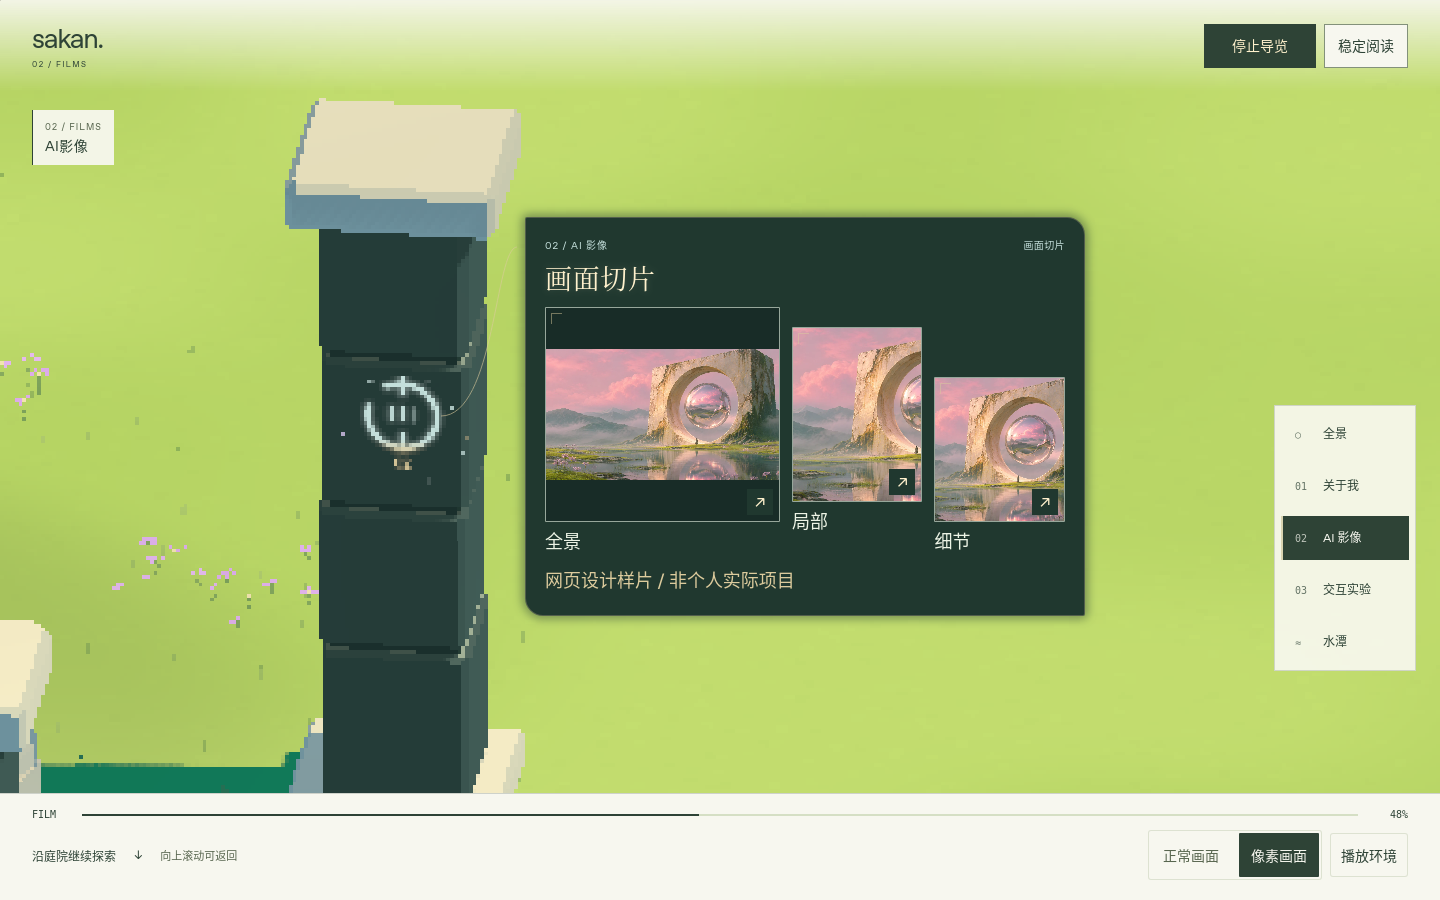 sakan.
02 / FILMS
停止导览
稳定阅读
02 / FILMS
AI影像
02 / AI 影像
画面切片
画面切片
全景
局部
细节
网页设计样片 / 非个人实际项目
全景
01 关于我
02 AI 影像
03 交互实验
≈ 水潭
FILM
48%
沿庭院继续探索 ↓ 向上滚动可返回
正常画面
像素画面
播放环境